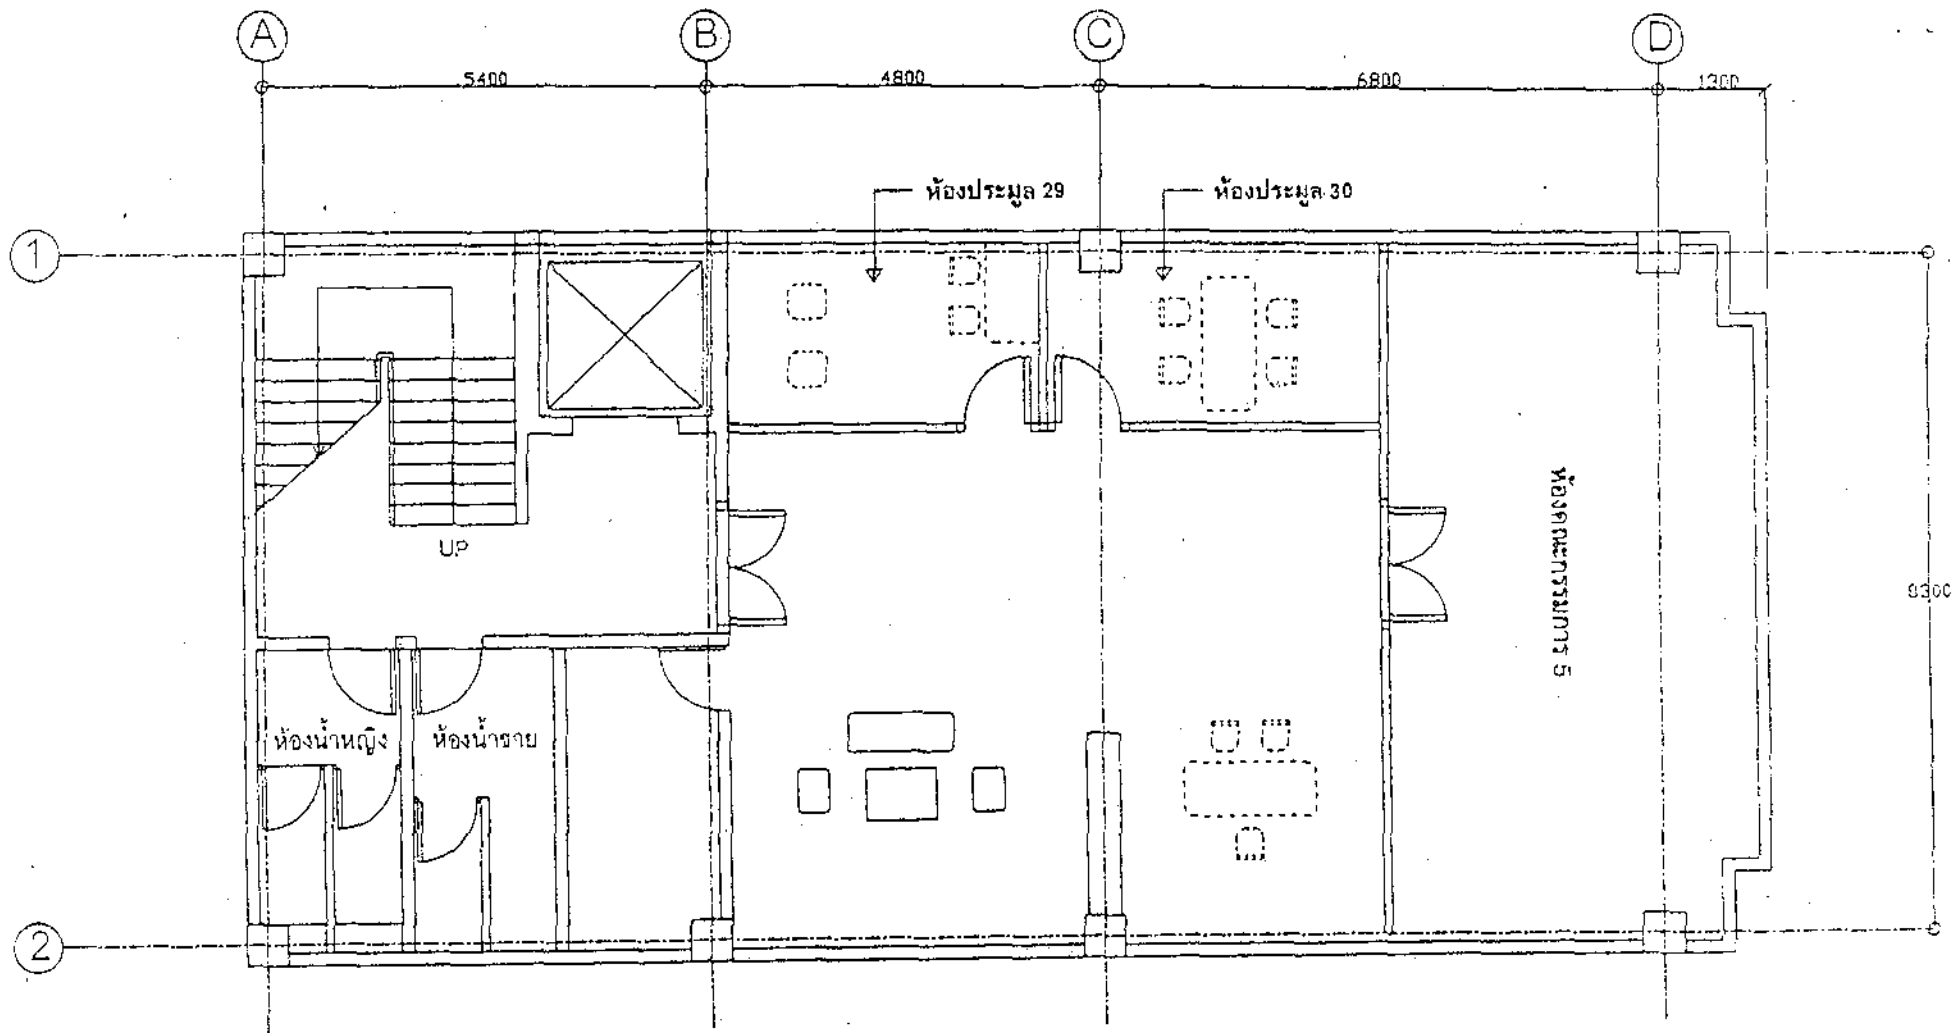 A
B
C
D
5400
4800
6800
1300
ห้องประมูล 29
ห้องประมูล 30
1
UP
ห้องคณะกรรมการ 5
8300
ห้องน้ำหญิง
ห้องน้ำชาย
2